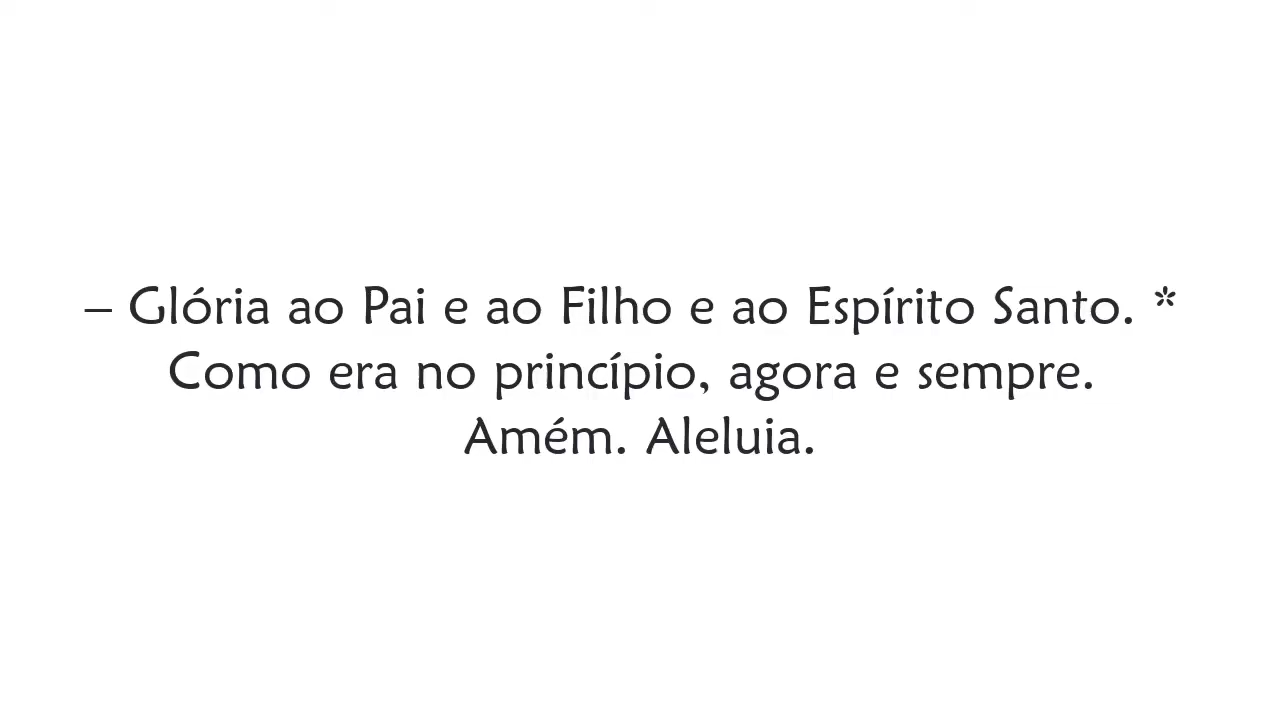 – Glória ao Pai e ao Filho e ao Espírito Santo. *
Como era no princípio, agora e sempre.
Amém. Aleluia.